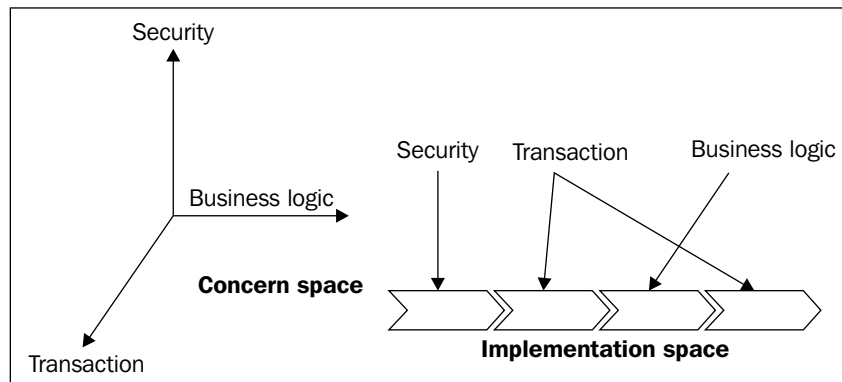 Security
Business logic
Concern space
Transaction
Security
Transaction
Business logic
Implementation space